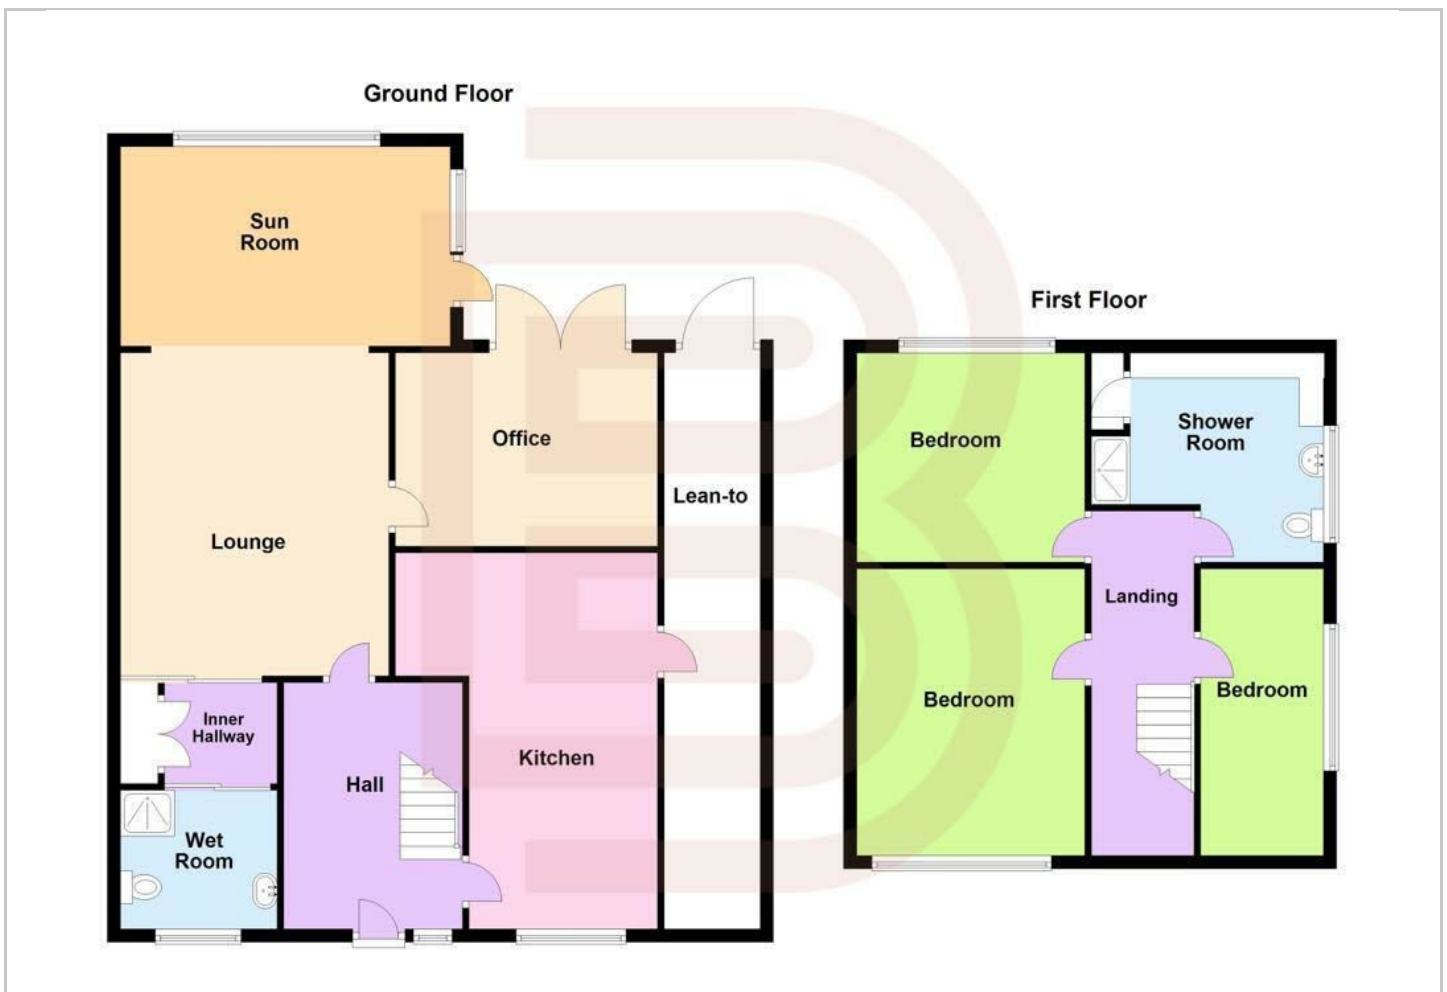 Ground Floor
Sun
Room
Office
Lean-to
Lounge
Inner
Hallway
Kitchen
Hall
Wet
Room
First Floor
Shower
Room
Bedroom
Landing
Bedroom
Bedroom